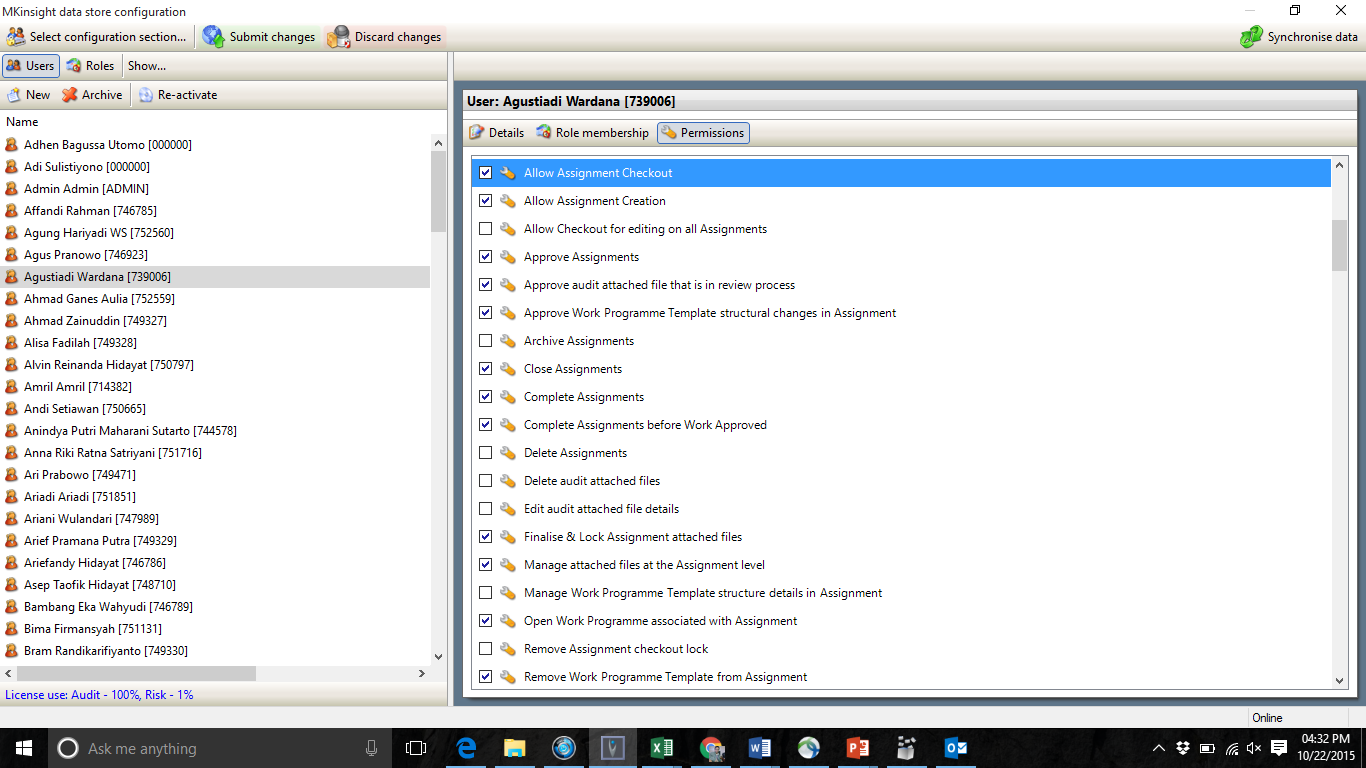 MKinsight data store configuration
Select configuration section... Submit changes Discard changes Synchronise data
Users Roles Show...
New Archive Re-activate
Name
Adhen Bagussa Utomo [000000]
Adi Sulistiyono [000000]
Admin Admin [ADMIN]
Affandi Rahman [746785]
Agung Hariyadi WS [752560]
Agus Pranowo [746923]
Agustiadi Wardana [739006]
Ahmad Ganes Aulia [752559]
Ahmad Zainuddin [749327]
Alisa Fadilah [749328]
Alvin Reinanda Hidayat [750797]
Amril Amril [714382]
Andi Setiawan [750665]
Anindya Putri Maharani Sutarto [744578]
Anna Riki Ratna Satriyani [751716]
Ari Prabowo [749471]
Ariadi Ariadi [751851]
Ariani Wulandari [747989]
Arief Pramana Putra [749329]
Ariefandy Hidayat [746786]
Asep Taofik Hidayat [748710]
Bambang Eka Wahyudi [746789]
Bima Firmansyah [751131]
Bram Randikarifiyanto [749330]
License use: Audit - 100%, Risk - 1%
User: Agustiadi Wardana [739006]
Details Role membership Permissions
Allow Assignment Checkout
Allow Assignment Creation
Allow Checkout for editing on all Assignments
Approve Assignments
Approve audit attached file that is in review process
Approve Work Programme Template structural changes in Assignment
Archive Assignments
Close Assignments
Complete Assignments
Complete Assignments before Work Approved
Delete Assignments
Delete audit attached files
Edit audit attached file details
Finalise & Lock Assignment attached files
Manage attached files at the Assignment level
Manage Work Programme Template structure details in Assignment
Open Work Programme associated with Assignment
Remove Assignment checkout lock
Remove Work Programme Template from Assignment
Online
Ask me anything
04:32 PM
10/22/2015